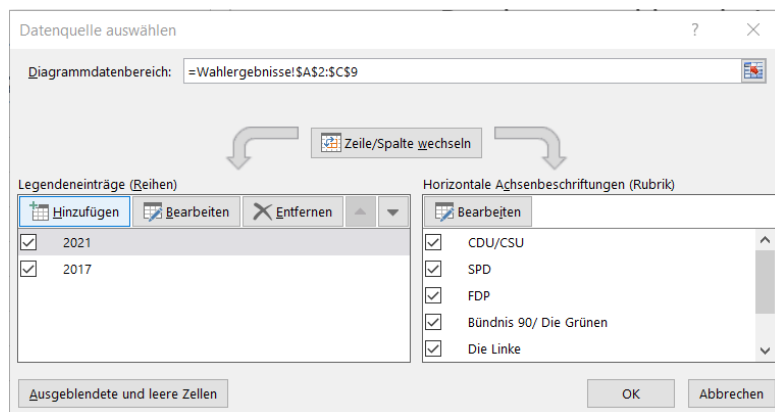 Datenquelle auswählen
Diagrammdatenbereich: =Wahlergebnisse!$A$2:$C$9
Zeile/Spalte wechseln
Legendeneinträge (Reihen)
Horizontale Achsenbeschriftungen (Rubrik)
Hinzufügen Bearbeiten Entfernen
Bearbeiten
2021
2017
CDU/CSU
SPD
FDP
Bündnis 90/ Die Grünen
Die Linke
Ausgeblendete und leere Zellen
OK Abbrechen